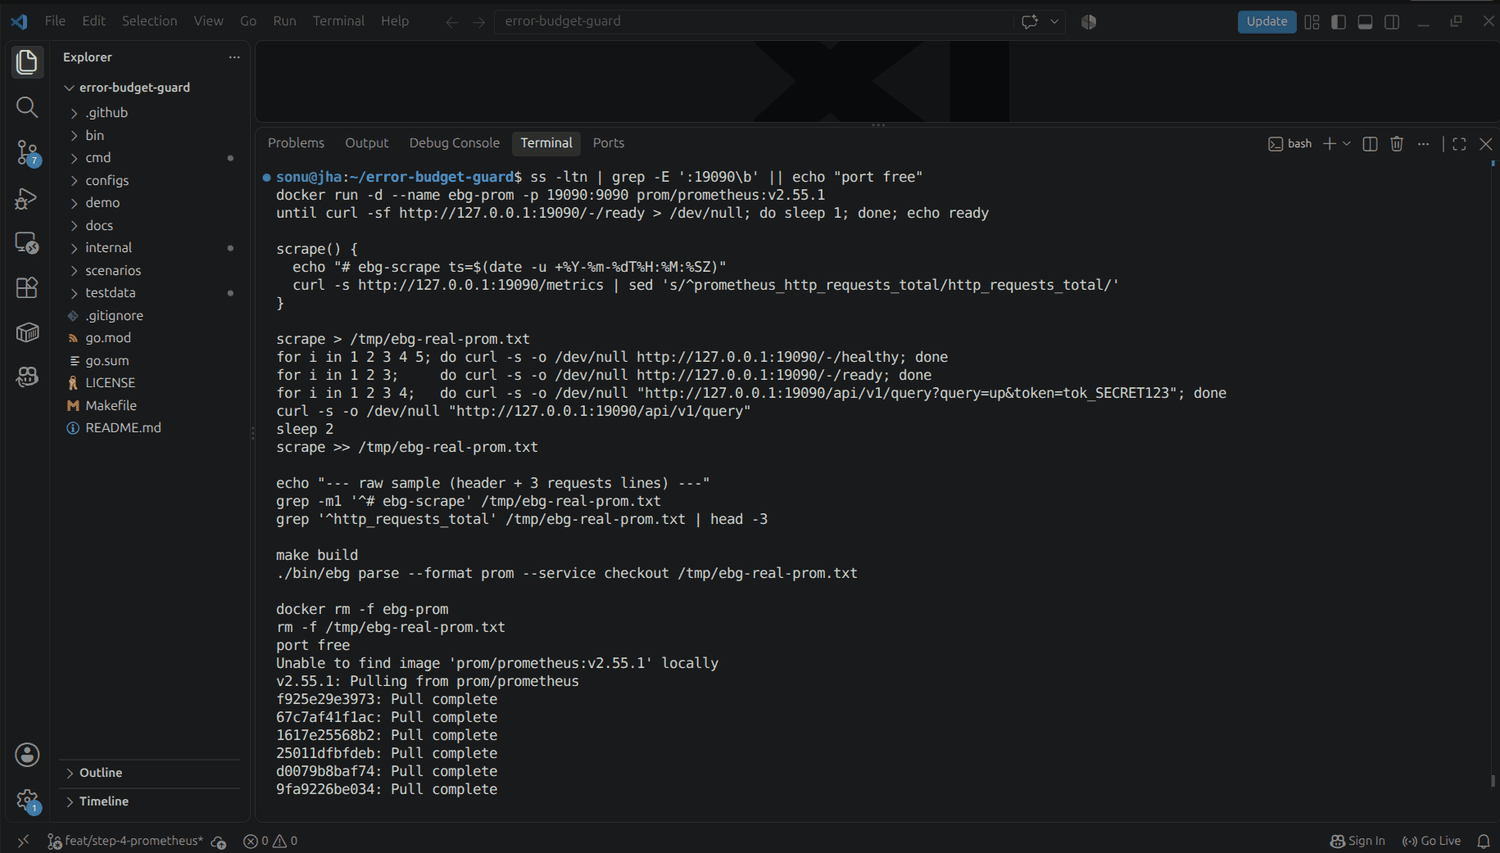 File Edit Selection View Go Run Terminal Help
error-budget-guard
Update
Explorer
error-budget-guard
.github
bin
cmd
configs
demo
docs
internal
scenarios
testdata
.gitignore
go.mod
go.sum
LICENSE
Makefile
README.md
Outline
Timeline
7
1
Problems Output Debug Console Terminal Ports
bash
sonu@jha:~/error-budget-guard$ ss -ltn | grep -E ':19090\b' || echo "port free"
docker run -d --name ebg-prom -p 19090:9090 prom/prometheus:v2.55.1
until curl -sf http://127.0.0.1:19090/-/ready > /dev/null; do sleep 1; done; echo ready

scrape() {
  echo "# ebg-scrape ts=$(date -u +%Y-%m-%dT%H:%M:%SZ)"
  curl -s http://127.0.0.1:19090/metrics | sed 's/^prometheus_http_requests_total/http_requests_total/'
}

scrape > /tmp/ebg-real-prom.txt
for i in 1 2 3 4 5; do curl -s -o /dev/null http://127.0.0.1:19090/-/healthy; done
for i in 1 2 3;     do curl -s -o /dev/null http://127.0.0.1:19090/-/ready; done
for i in 1 2 3 4;   do curl -s -o /dev/null "http://127.0.0.1:19090/api/v1/query?query=up&token=tok_SECRET123"; done
curl -s -o /dev/null "http://127.0.0.1:19090/api/v1/query"
sleep 2
scrape >> /tmp/ebg-real-prom.txt

echo "--- raw sample (header + 3 requests lines) ---"
grep -m1 '^# ebg-scrape' /tmp/ebg-real-prom.txt
grep '^http_requests_total' /tmp/ebg-real-prom.txt | head -3

make build
./bin/ebg parse --format prom --service checkout /tmp/ebg-real-prom.txt

docker rm -f ebg-prom
rm -f /tmp/ebg-real-prom.txt
port free
Unable to find image 'prom/prometheus:v2.55.1' locally
v2.55.1: Pulling from prom/prometheus
f925e29e3973: Pull complete
67c7af41f1ac: Pull complete
1617e25568b2: Pull complete
25011dfbfdeb: Pull complete
d0079b8baf74: Pull complete
9fa9226be034: Pull complete
feat/step-4-prometheus* 0 0
Sign In Go Live